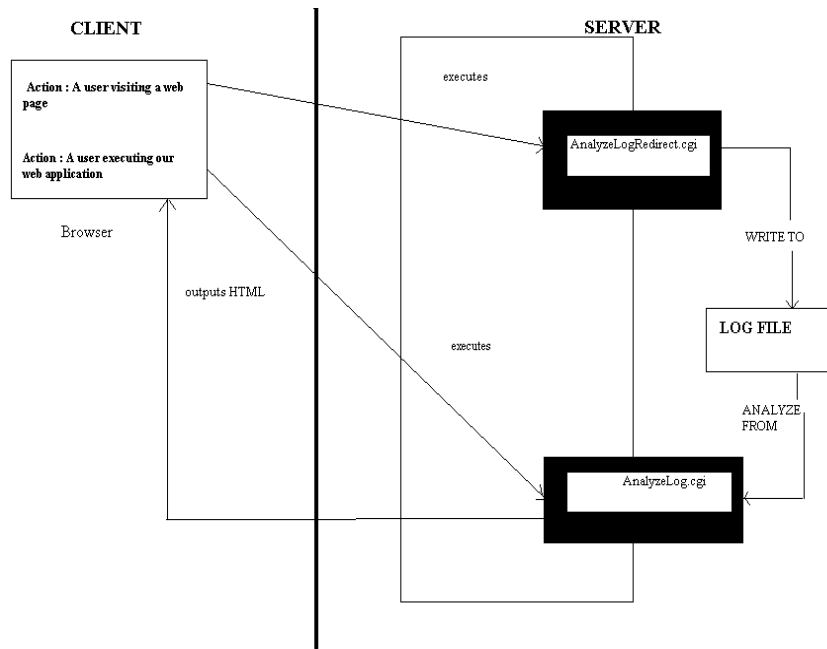 CLIENT
SERVER
Action : A user visiting a web
page
Action : A user executing our
web application
Browser
outputs HTML
executes
AnalyzeLogRedirect.cgi
WRITE TO
LOG FILE
executes
ANALYZE
FROM
AnalyzeLog.cgi